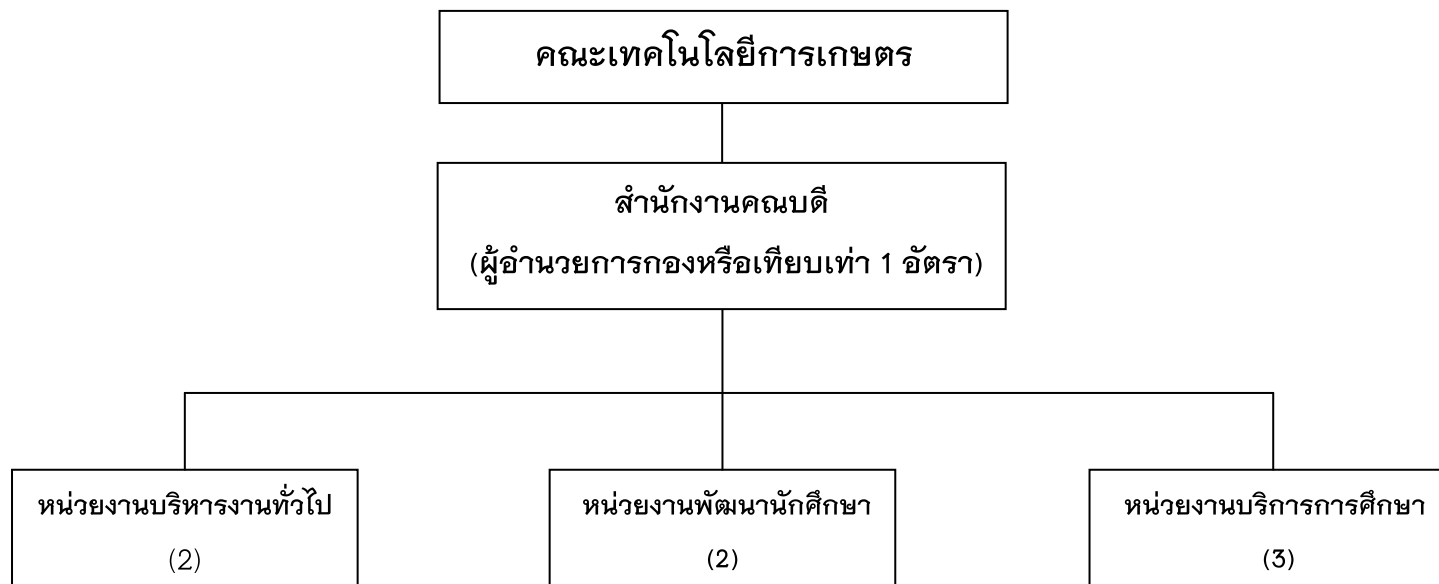 คณะเทคโนโลยีการเกษตร
สำนักงานคณบดี
(ผู้อำนวยการกองหรือเทียบเท่า 1 อัตรา)
หน่วยงานบริหารงานทั่วไป
(2)
หน่วยงานพัฒนานักศึกษา
(2)
หน่วยงานบริการการศึกษา
(3)